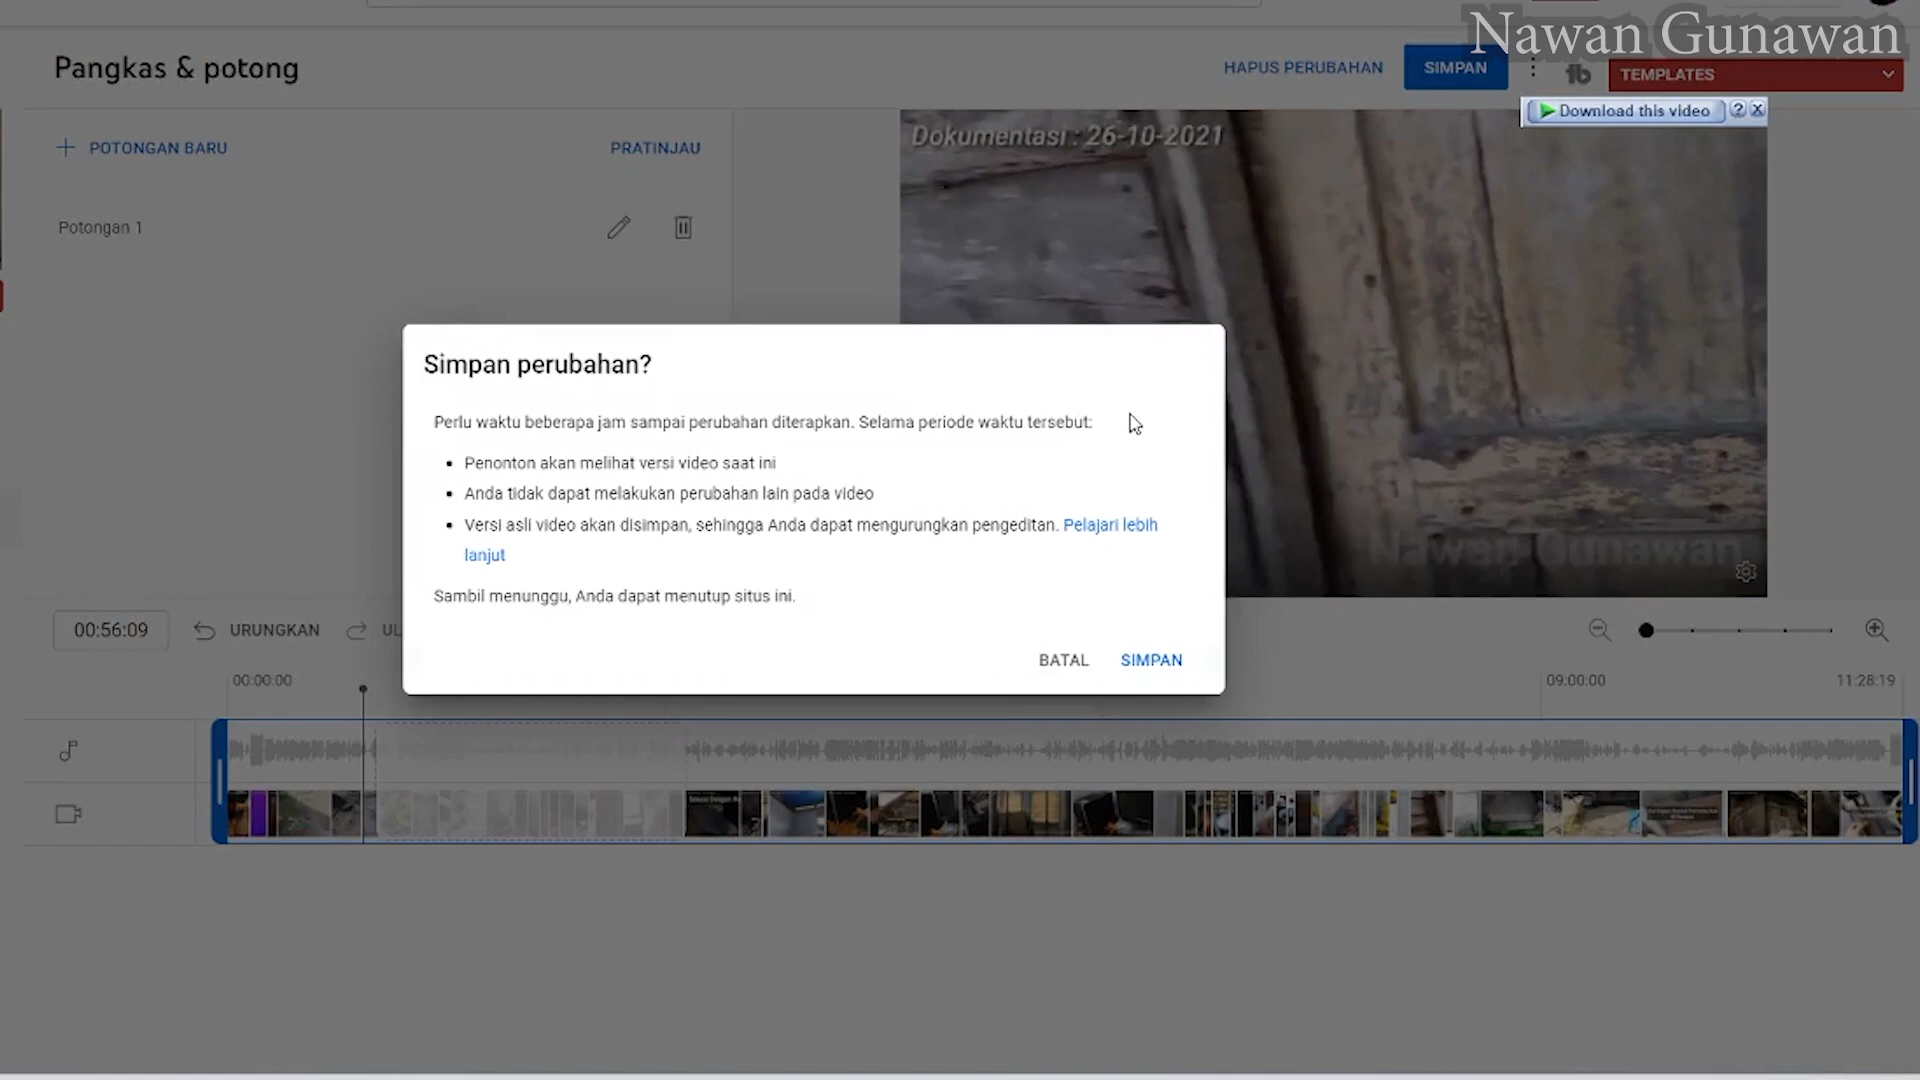 Nawan Gunawan
Pangkas & potong
HAPUS PERUBAHAN
SIMPAN
TEMPLATES
Download this video
POTONGAN BARU
PRATINJAU
Dokumentasi : 26-10-2021
Potongan 1
Simpan perubahan?
Perlu waktu beberapa jam sampai perubahan diterapkan. Selama periode waktu tersebut:
Penonton akan melihat versi video saat ini
Anda tidak dapat melakukan perubahan lain pada video
Versi asli video akan disimpan, sehingga Anda dapat mengurungkan pengeditan. Pelajari lebih
lanjut
Sambil menunggu, Anda dapat menutup situs ini.
BATAL
SIMPAN
Nawan Gunawan
00:56:09
URUNGKAN
UL
00:00:00
09:00:00
11:28:19